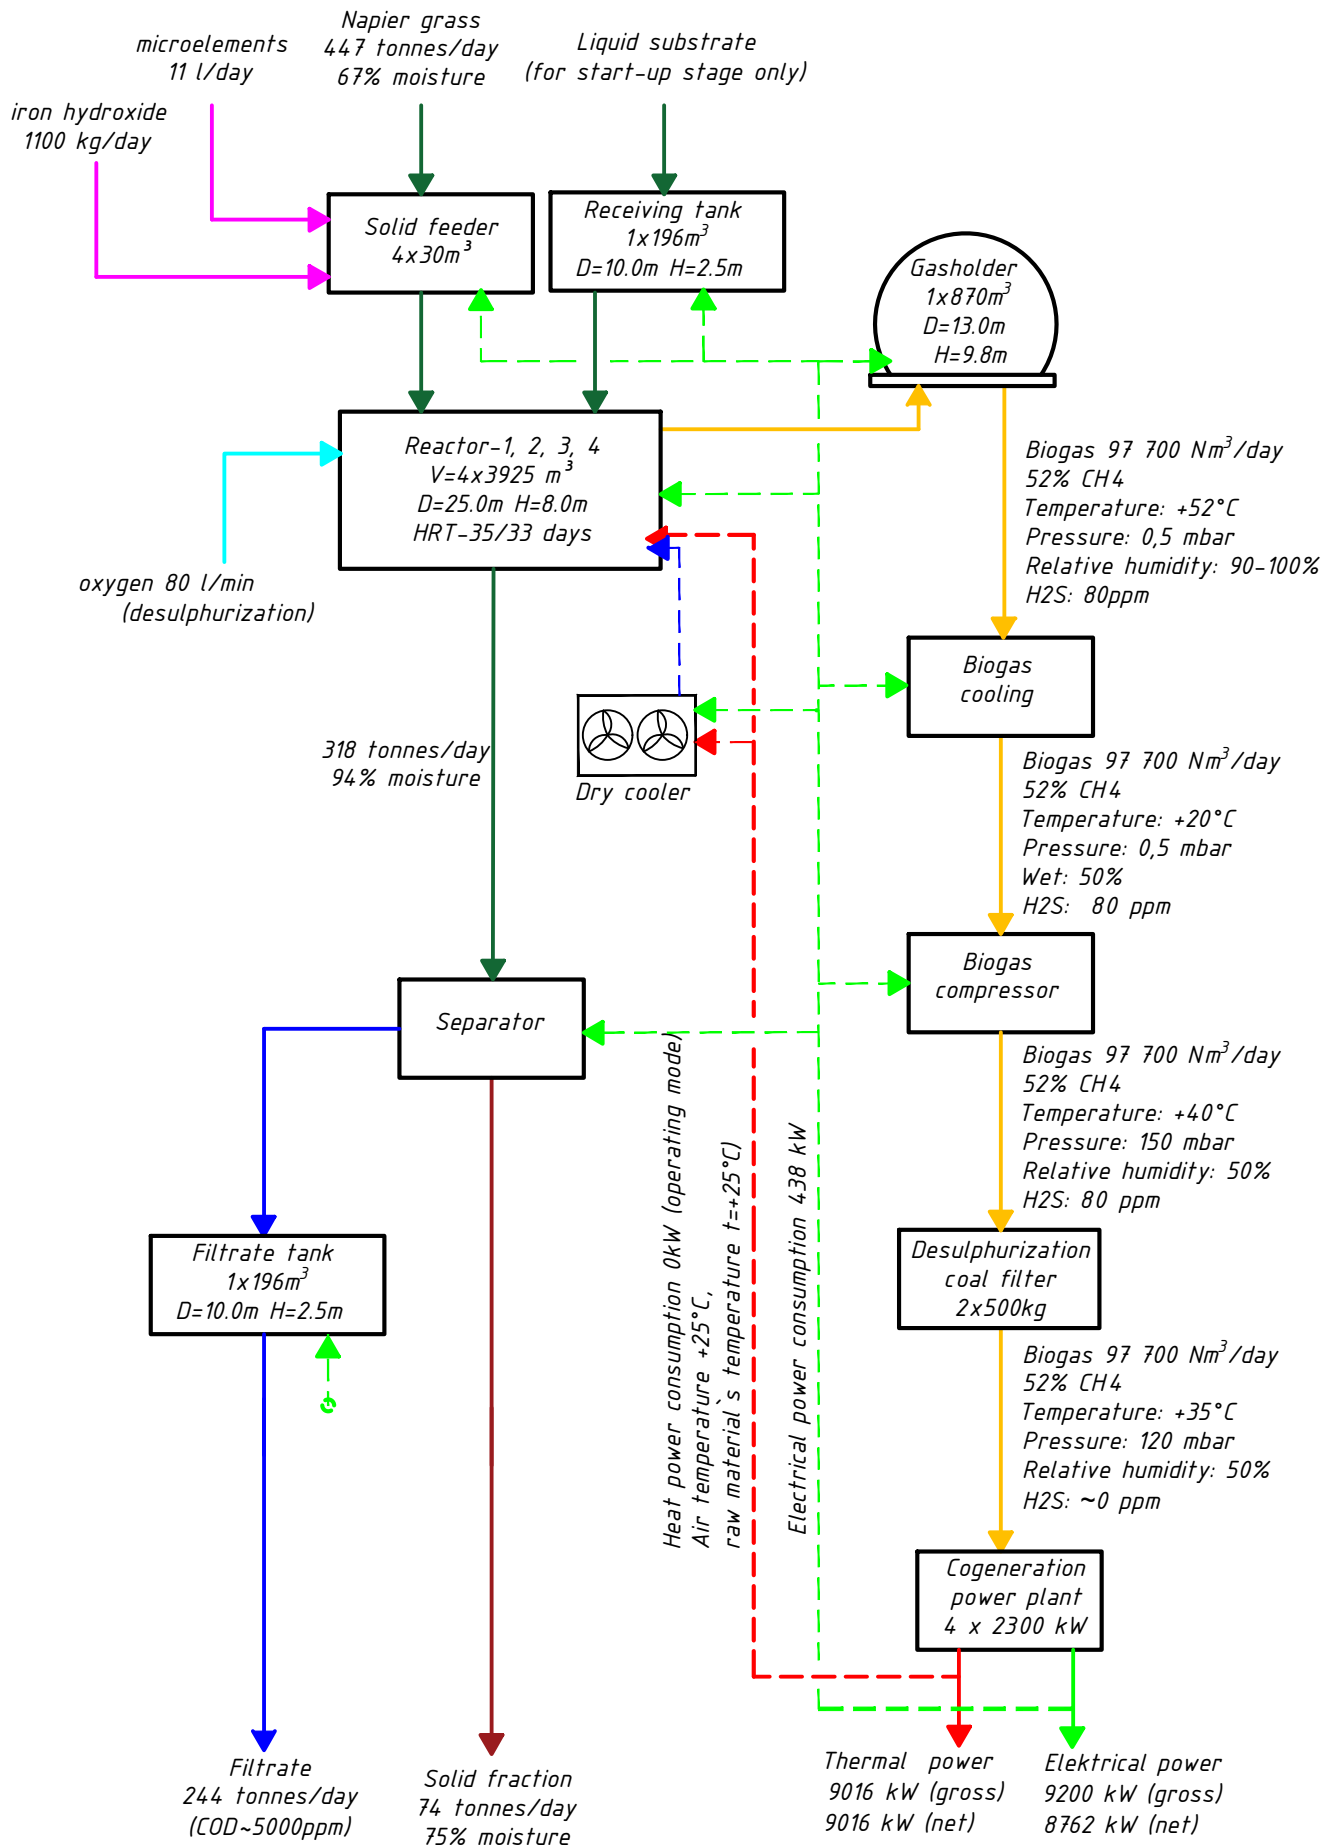 microelements
11 l/day
Napier grass
447 tonnes/day
67% moisture
Liquid substrate
(for start-up stage only)
iron hydroxide
1100 kg/day
Solid feeder
4x30m³
Receiving tank
1x196m³
D=10.0m H=2.5m
Gasholder
1x870m³
D=13.0m
H=9.8m
Reactor-1, 2, 3, 4
V=4x3925 m³
D=25.0m H=8.0m
HRT-35/33 days
oxygen 80 l/min
(desulphurization)
Biogas 97 700 Nm³/day
52% CH4
Temperature: +52°C
Pressure: 0,5 mbar
Relative humidity: 90-100%
H2S: 80ppm
Biogas
cooling
318 tonnes/day
94% moisture
Dry cooler
Biogas 97 700 Nm³/day
52% CH4
Temperature: +20°C
Pressure: 0,5 mbar
Wet: 50%
H2S: 80 ppm
Biogas
compressor
Separator
Biogas 97 700 Nm³/day
52% CH4
Temperature: +40°C
Pressure: 150 mbar
Relative humidity: 50%
H2S: 80 ppm
Heat power consumption 0kW (operating mode)
Air temperature +25°C,
raw material`s temperature t=+25°C)
Electrical power consumption 438 kW
Filtrate tank
1x196m³
D=10.0m H=2.5m
Desulphurization
coal filter
2x500kg
Biogas 97 700 Nm³/day
52% CH4
Temperature: +35°C
Pressure: 120 mbar
Relative humidity: 50%
H2S: ~0 ppm
Cogeneration
power plant
4 x 2300 kW
Filtrate
244 tonnes/day
(COD~5000ppm)
Solid fraction
74 tonnes/day
75% moisture
Thermal power
9016 kW (gross)
9016 kW (net)
Elektrical power
9200 kW (gross)
8762 kW (net)